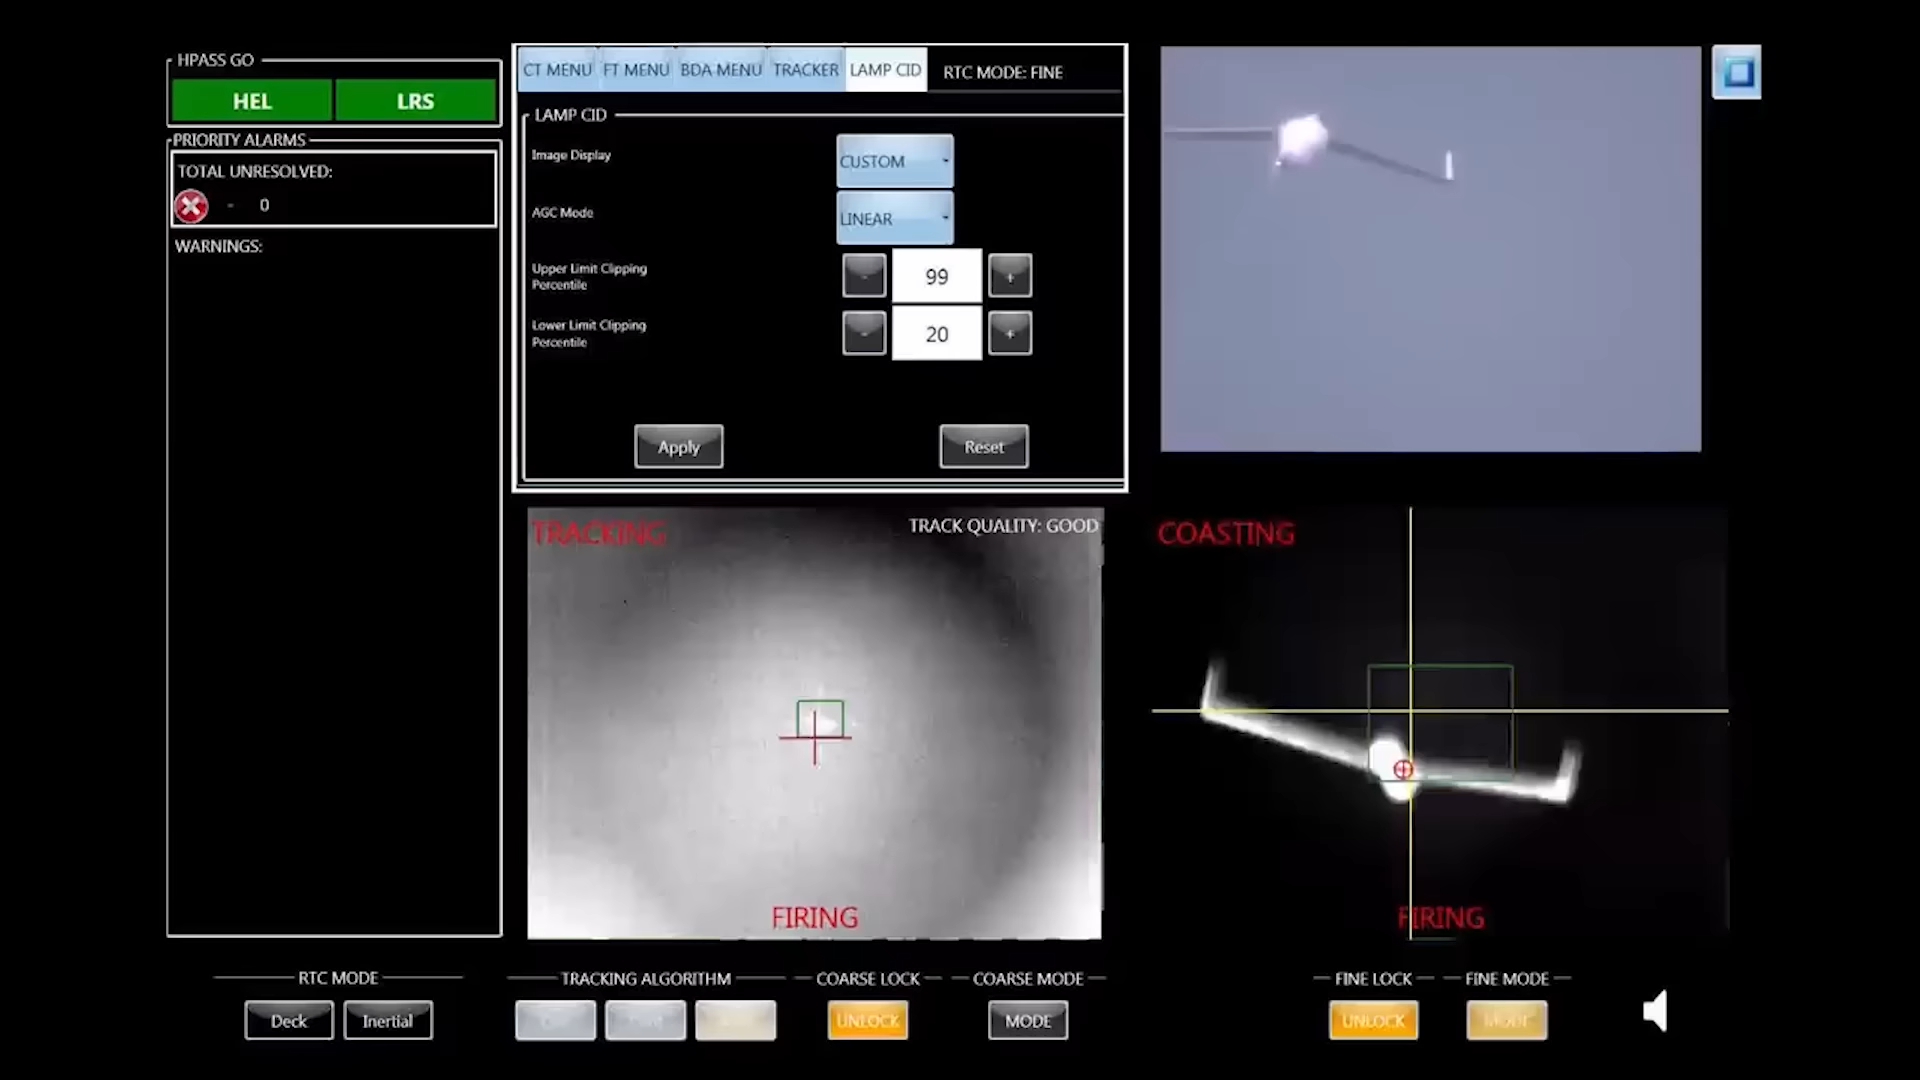 HPASS GO
HEL LRS
PRIORITY ALARMS
TOTAL UNRESOLVED:
- 0
WARNINGS:
CT MENU FT MENU BDA MENU TRACKER LAMP CID RTC MODE: FINE
LAMP CID
Image Display CUSTOM
AGC Mode LINEAR
Upper Limit Clipping
Percentile - 99 +
Lower Limit Clipping
Percentile - 20 +
Apply Reset
TRACKING TRACK QUALITY: GOOD
FIRING
COASTING
FIRING
RTC MODE TRACKING ALGORITHM COARSE LOCK COARSE MODE FINE LOCK FINE MODE
Deck Inertial UNLOCK MODE UNLOCK MODE